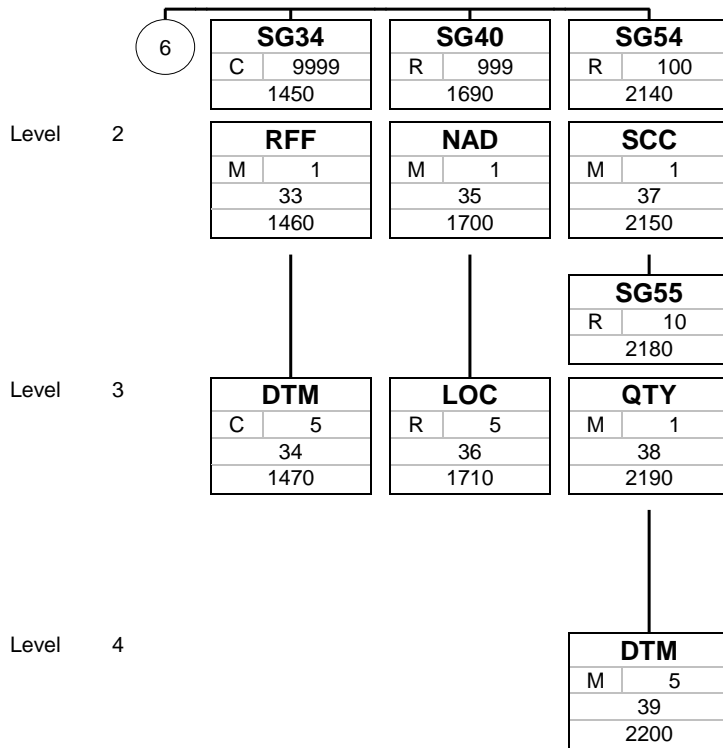 6
SG34 SG40 SG54
C 9999 R 999 R 100
1450 1690 2140
Level 2 RFF NAD SCC
M 1 M 1 M 1
33 35 37
1460 1700 2150
SG55
R 10
2180
Level 3 DTM LOC QTY
C 5 R 5 M 1
34 36 38
1470 1710 2190
Level 4 DTM
M 5
39
2200